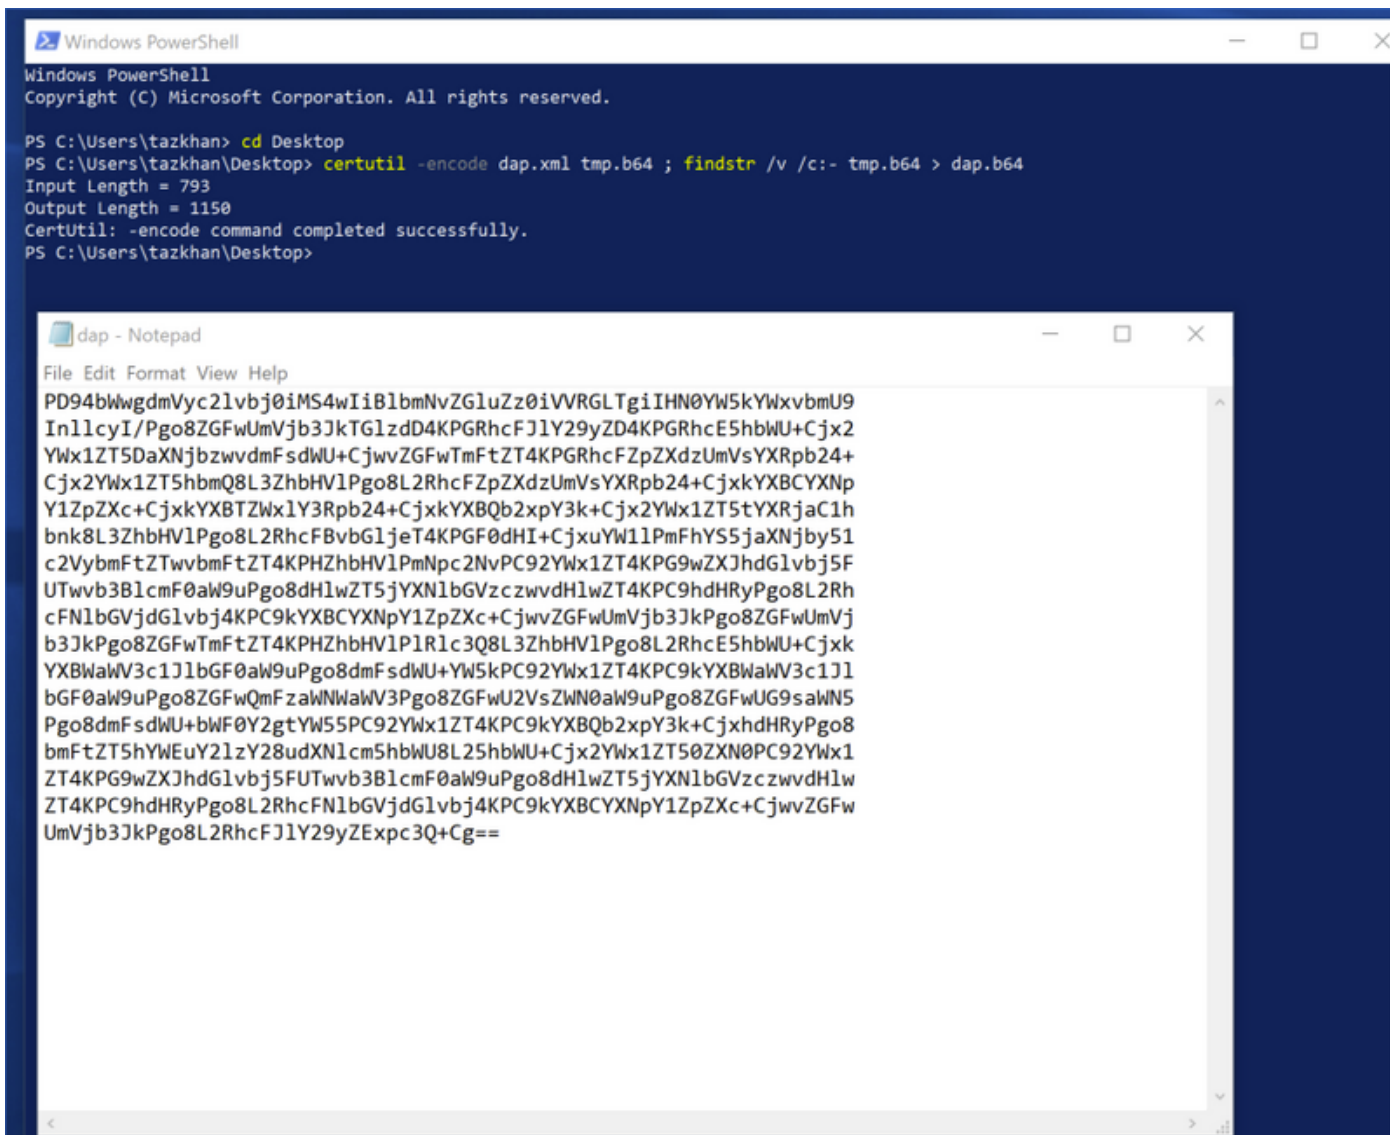 Windows PowerShell
Windows PowerShell
Copyright (C) Microsoft Corporation. All rights reserved.
PS C:\Users\tazkhan> cd Desktop
PS C:\Users\tazkhan\Desktop> certutil -encode dap.xml tmp.b64 ; findstr /v /c:- tmp.b64 > dap.b64
Input Length = 793
Output Length = 1150
CertUtil: -encode command completed successfully.
PS C:\Users\tazkhan\Desktop>
dap - Notepad
File Edit Format View Help
PD94bWwgdmVyc2lvbj0iMS4wIiBlbmNvZGluZz0iVVRGLTgiIHN0YW5kYWxvbmU9
InllcyI/Pgo8ZGFwUmVjb3JkTGlzdD4KPGRhcFJlY29yZD4KPGRhcE5hbWU+Cjx2
YWx1ZT5DaXNjbzwvdmFsdWU+CjwvZGFwTmFtZT4KPGRhcFZpZXdzUmVsYXRpb24+
Cjx2YWx1ZT5hbmQ8L3ZhbHVlPgo8L2RhcFZpZXdzUmVsYXRpb24+CjxkYXBCYXNp
Y1ZpZXc+CjxkYXBTZWxlY3Rpb24+CjxkYXBQb2xpY3k+Cjx2YWx1ZT5tYXRjaC1h
bnk8L3ZhbHVlPgo8L2RhcFBvbGljeT4KPGF0dHI+CjxuYW1lPmFhYS5jaXNjby51
c2VybmFtZTwvbmFtZT4KPHZhbHVlPmNpc2NvPC92YWx1ZT4KPG9wZXJhdGlvbj5F
UTwvb3BlcmF0aW9uPgo8dHlwZT5jYXNlbGVzczwvdHlwZT4KPC9hdHRyPgo8L2Rh
cFNlbGVjdGlvbj4KPC9kYXBCYXNpY1ZpZXc+CjwvZGFwUmVjb3JkPgo8ZGFwUmVj
b3JkPgo8ZGFwTmFtZT4KPHZhbHVlPlRlc3Q8L3ZhbHVlPgo8L2RhcE5hbWU+Cjxk
YXBWaWV3c1JlbGF0aW9uPgo8dmFsdWU+YW5kPC92YWx1ZT4KPC9kYXBWaWV3c1Jl
bGF0aW9uPgo8ZGFwQmFzaWNWaWV3Pgo8ZGFwU2VsZWN0aW9uPgo8ZGFwUG9saWN5
Pgo8dmFsdWU+bWF0Y2gtYW55PC92YWx1ZT4KPC9kYXBQb2xpY3k+CjxhdHRyPgo8
bmFtZT5hYWEuY2lzY28udXNlcm5hbWU8L25hbWU+Cjx2YWx1ZT50ZXN0PC92YWx1
ZT4KPG9wZXJhdGlvbj5FUTwvb3BlcmF0aW9uPgo8dHlwZT5jYXNlbGVzczwvdHlw
ZT4KPC9hdHRyPgo8L2RhcFNlbGVjdGlvbj4KPC9kYXBCYXNpY1ZpZXc+CjwvZGFw
UmVjb3JkPgo8L2RhcFJlY29yZExpc3Q+Cg==